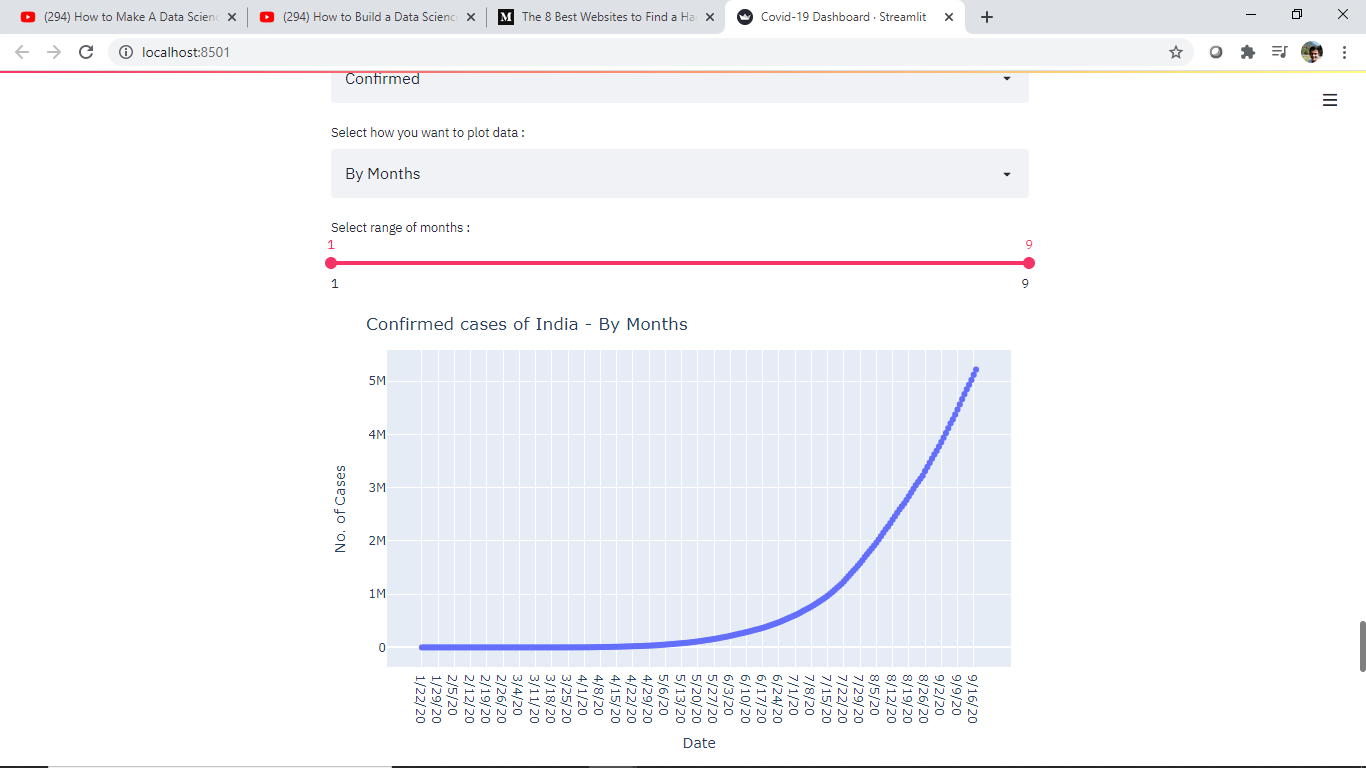 (294) How to Make A Data Scienc
(294) How to Build a Data Science
The 8 Best Websites to Find a Ha
Covid-19 Dashboard · Streamlit
localhost:8501
Confirmed
Select how you want to plot data :
By Months
Select range of months :
1 9
1 9
Confirmed cases of India - By Months
5M
4M
3M
2M
1M
0
No. of Cases
1/22/20 1/29/20 2/5/20 2/12/20 2/19/20 2/26/20 3/4/20 3/11/20 3/18/20 3/25/20 4/1/20 4/8/20 4/15/20 4/22/20 4/29/20 5/6/20 5/13/20 5/20/20 5/27/20 6/3/20 6/10/20 6/17/20 6/24/20 7/1/20 7/8/20 7/15/20 7/22/20 7/29/20 8/5/20 8/12/20 8/19/20 8/26/20 9/2/20 9/9/20 9/16/20
Date